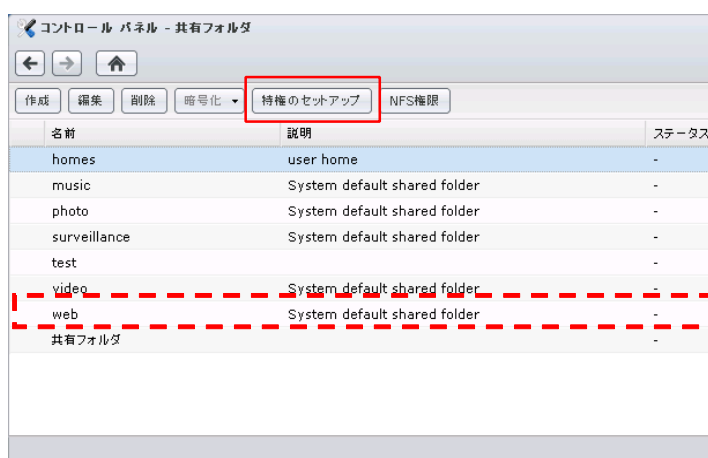 コントロール パネル - 共有フォルダ
作成 編集 削除 暗号化 特権のセットアップ NFS権限
名前 説明 ステータス
homes user home -
music System default shared folder -
photo System default shared folder -
surveillance System default shared folder -
test -
video System default shared folder -
web System default shared folder -
共有フォルダ -